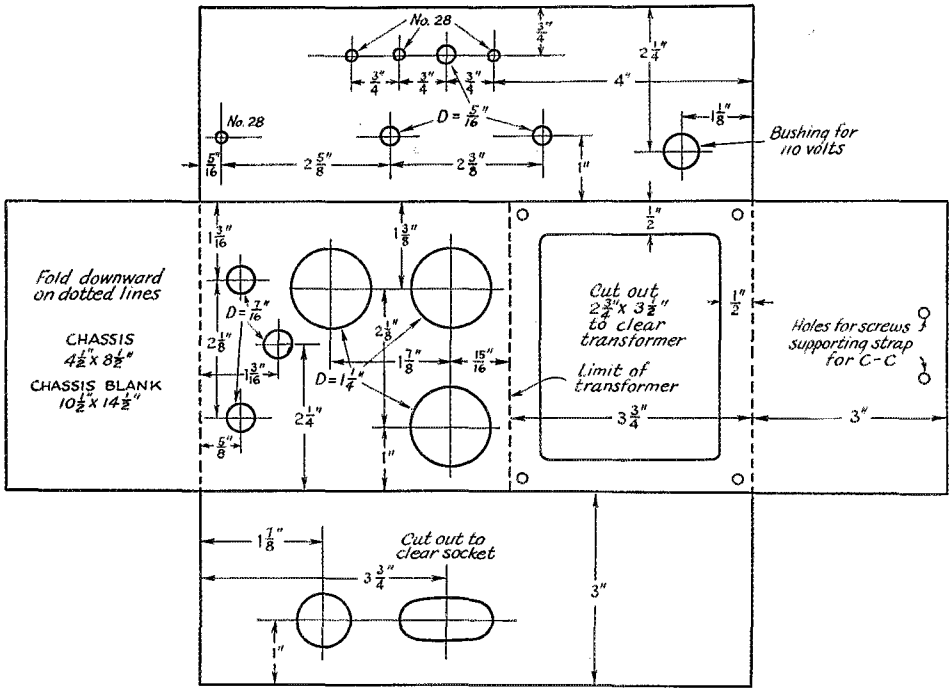 No. 28
3/4"
2 1/4"
3/4" 3/4" 3/4"
4"
No. 28
D = 5/16"
1 1/8"
Bushing for
110 volts
5/16"
2 5/8"
2 3/8"
1"
1 3/16"
1 3/8"
1/2"
Fold downward
on dotted lines
D = 7/16"
Cut out
2 3/4" x 3 1/2"
to clear
transformer
1/2"
CHASSIS
4 1/2" x 8 1/2"
CHASSIS BLANK
10 1/2" x 14 1/2"
2 1/8"
2 1/8"
1 7/8"
15/16"
Holes for screws
supporting strap
for C-C
1 3/16"
D = 1 1/4"
Limit of
transformer
2 1/4"
3 3/4"
3"
5/8"
1"
1 7/8"
Cut out to
clear socket
3 3/4"
3"
1"